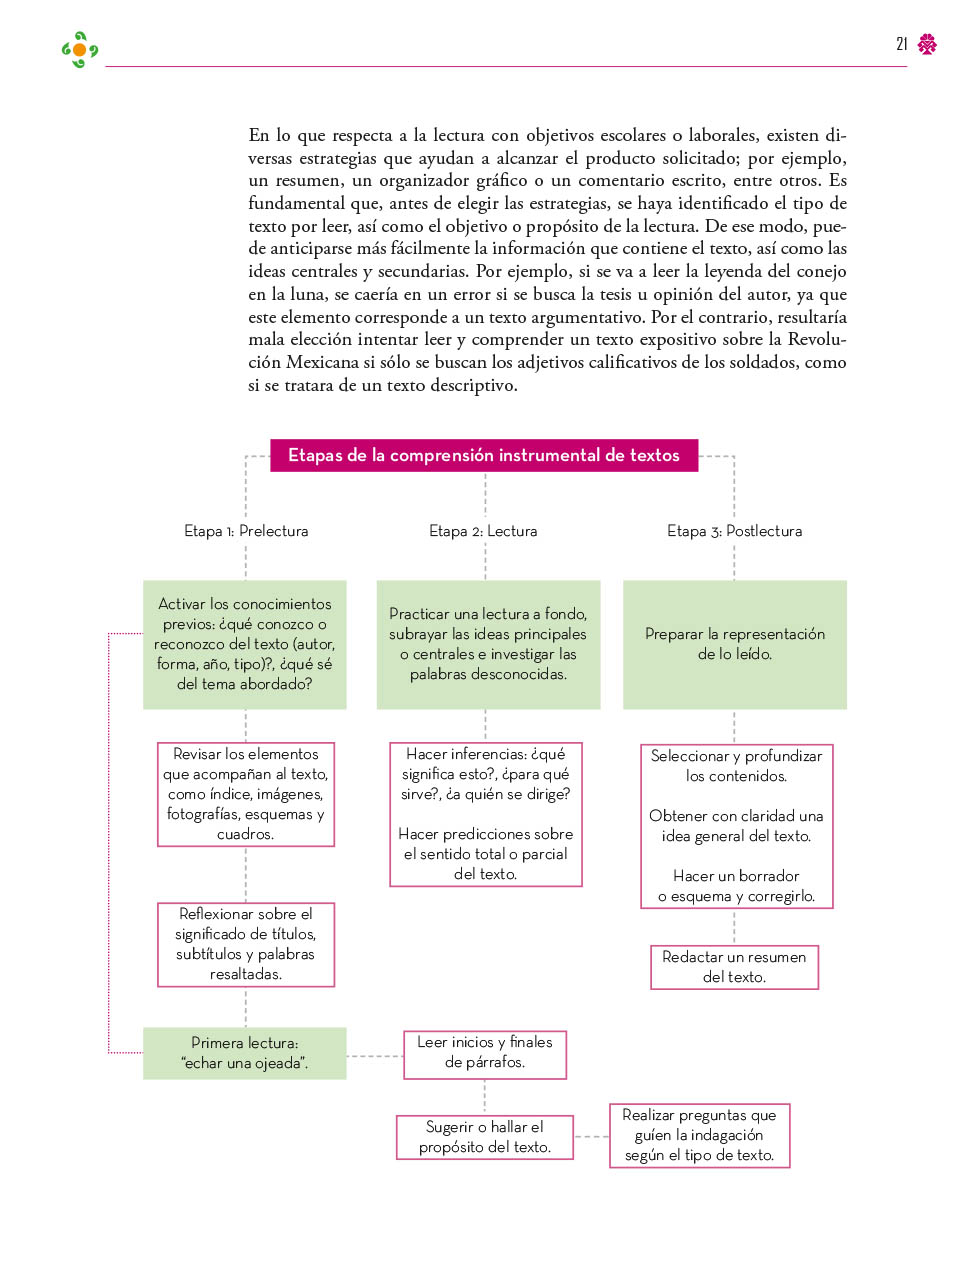 21
En lo que respecta a la lectura con objetivos escolares o laborales, existen di-
versas estrategias que ayudan a alcanzar el producto solicitado; por ejemplo,
un resumen, un organizador gráfico o un comentario escrito, entre otros. Es
fundamental que, antes de elegir las estrategias, se haya identificado el tipo de
texto por leer, así como el objetivo o propósito de la lectura. De ese modo, pue-
de anticiparse más fácilmente la información que contiene el texto, así como las
ideas centrales y secundarias. Por ejemplo, si se va a leer la leyenda del conejo
en la luna, se caería en un error si se busca la tesis u opinión del autor, ya que
este elemento corresponde a un texto argumentativo. Por el contrario, resultaría
mala elección intentar leer y comprender un texto expositivo sobre la Revolu-
ción Mexicana si sólo se buscan los adjetivos calificativos de los soldados, como
si se tratara de un texto descriptivo.
Etapas de la comprensión instrumental de textos
Etapa 1: Prelectura
Activar los conocimientos
previos: ¿qué conozco o
reconozco del texto (autor,
forma, año, tipo)?, ¿qué sé
del tema abordado?
Revisar los elementos
que acompañan al texto,
como índice, imágenes,
fotografías, esquemas y
cuadros.
Reflexionar sobre el
significado de títulos,
subtítulos y palabras
resaltadas.
Primera lectura:
“echar una ojeada”.
Leer inicios y finales
de párrafos.
Sugerir o hallar el
propósito del texto.
Realizar preguntas que
guíen la indagación
según el tipo de texto.
Etapa 2: Lectura
Practicar una lectura a fondo,
subrayar las ideas principales
o centrales e investigar las
palabras desconocidas.
Hacer inferencias: ¿qué
significa esto?, ¿para qué
sirve?, ¿a quién se dirige?
Hacer predicciones sobre
el sentido total o parcial
del texto.
Etapa 3: Postlectura
Preparar la representación
de lo leído.
Seleccionar y profundizar
los contenidos.
Obtener con claridad una
idea general del texto.
Hacer un borrador
o esquema y corregirlo.
Redactar un resumen
del texto.